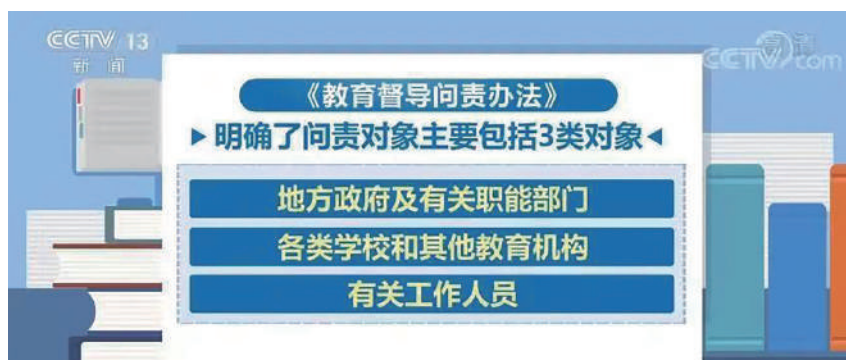 CCTV 13
新闻
CCTV.com
《教育督导问责办法》
▶明确了问责对象主要包括3类对象◀
地方政府及有关职能部门
各类学校和其他教育机构
有关工作人员